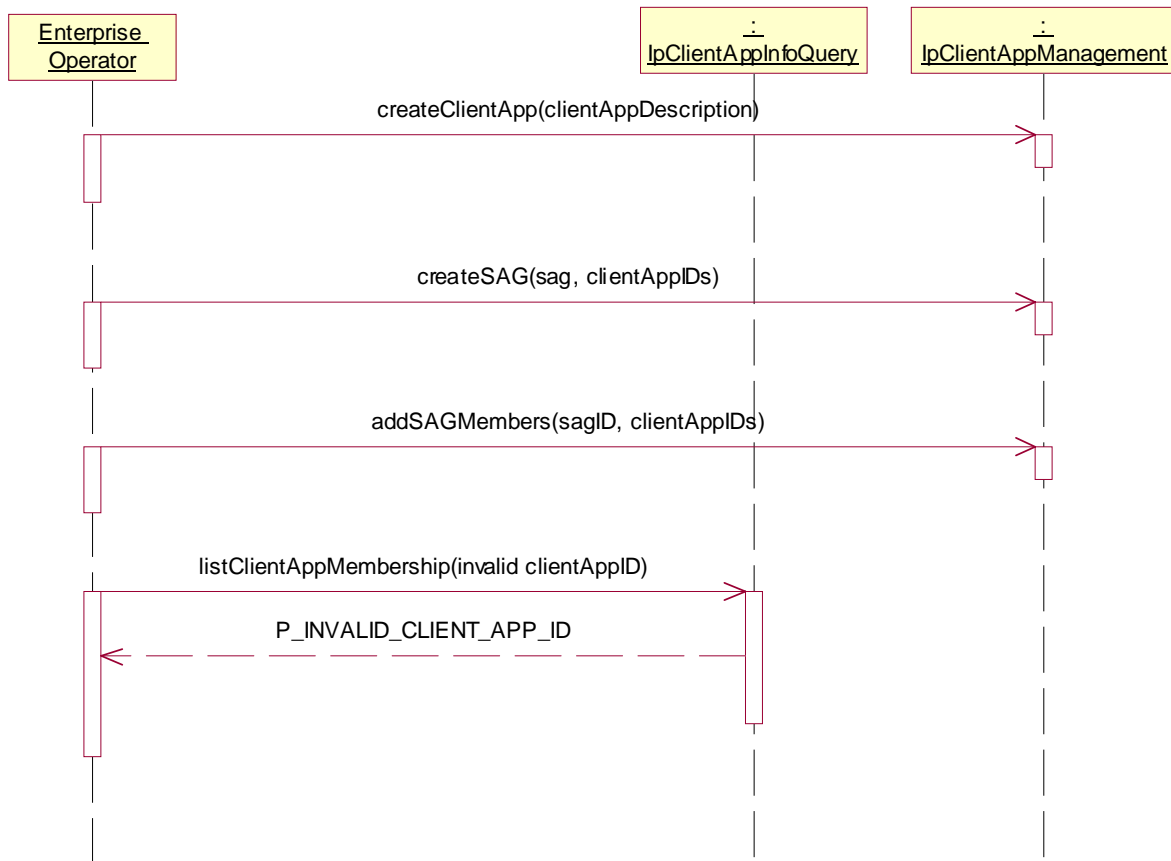 Enterprise
Operator
:
IpClientAppInfoQuery
:
IpClientAppManagement
createClientApp(clientAppDescription)
createSAG(sag, clientAppIDs)
addSAGMembers(sagID, clientAppIDs)
listClientAppMembership(invalid clientAppID)
P_INVALID_CLIENT_APP_ID